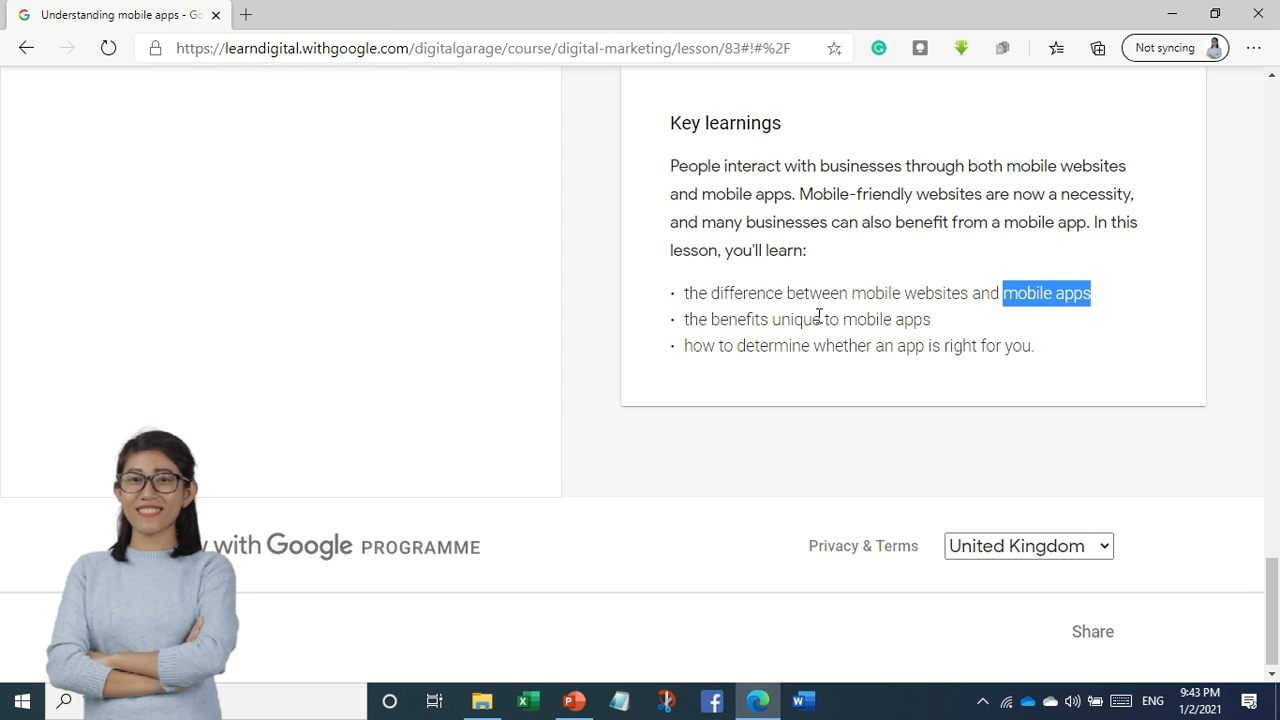 Understanding mobile apps - Go
https://learndigital.withgoogle.com/digitalgarage/course/digital-marketing/lesson/83#!#%2F
Not syncing
Key learnings
People interact with businesses through both mobile websites
and mobile apps. Mobile-friendly websites are now a necessity,
and many businesses can also benefit from a mobile app. In this
lesson, you'll learn:
• the difference between mobile websites and mobile apps
• the benefits unique to mobile apps
• how to determine whether an app is right for you.
with Google PROGRAMME
Privacy & Terms
United Kingdom
Share
ENG
9:43 PM
1/2/2021